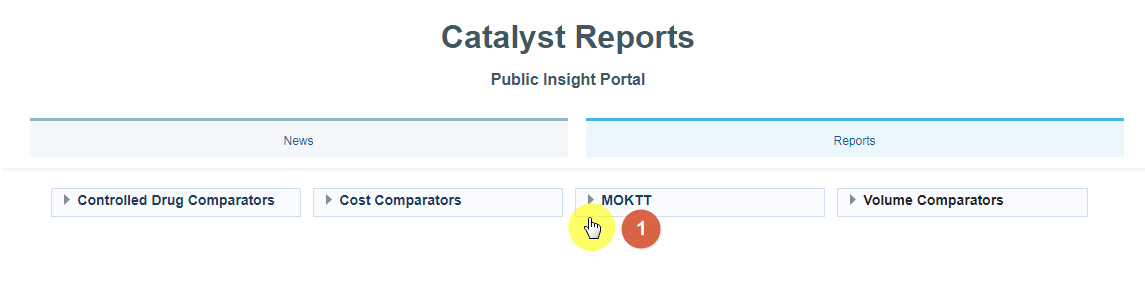 Catalyst Reports
Public Insight Portal
News
Reports
Controlled Drug Comparators
Cost Comparators
MOKTT
Volume Comparators
1